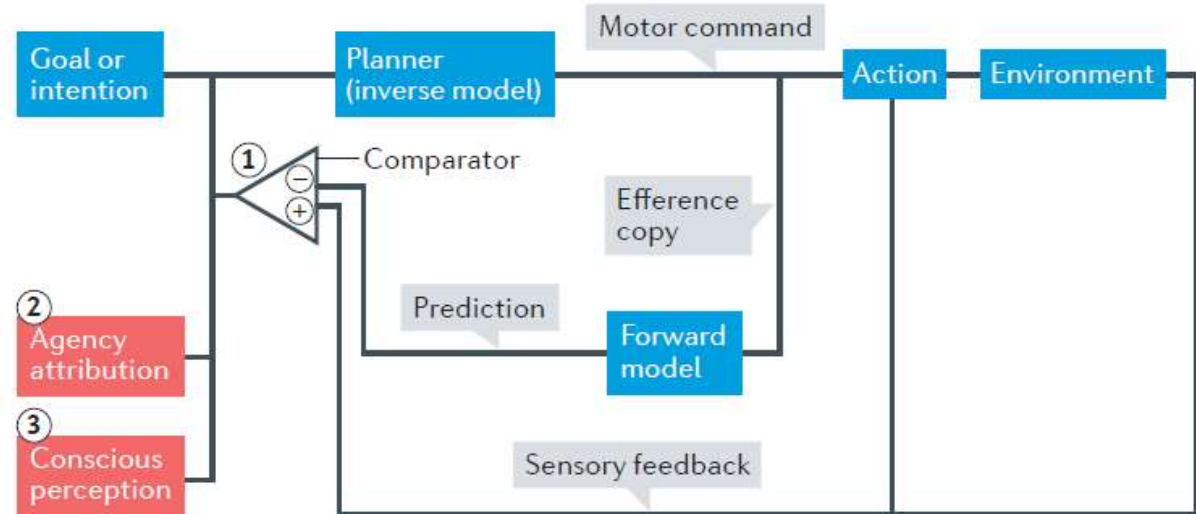 Motor command
Goal or
intention
Planner
(inverse model)
Action
Environment
1
Comparator
−
+
Efference
copy
2
Agency
attribution
Prediction
Forward
model
3
Conscious
perception
Sensory feedback